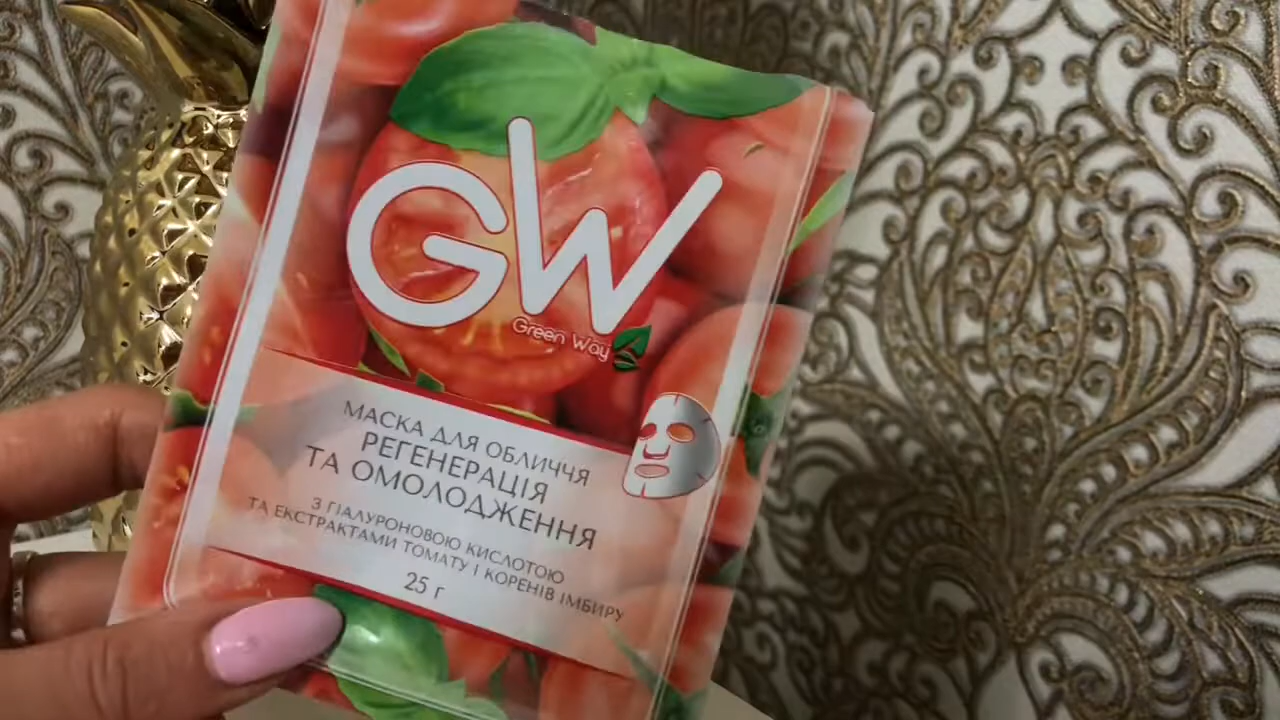 GW
Green Way
МАСКА ДЛЯ ОБЛИЧЧЯ
РЕГЕНЕРАЦІЯ
ТА ОМОЛОДЖЕННЯ
З ГІАЛУРОНОВОЮ КИСЛОТОЮ
ТА ЕКСТРАКТАМИ ТОМАТУ І КОРЕНІВ ІМБИРУ
25 г